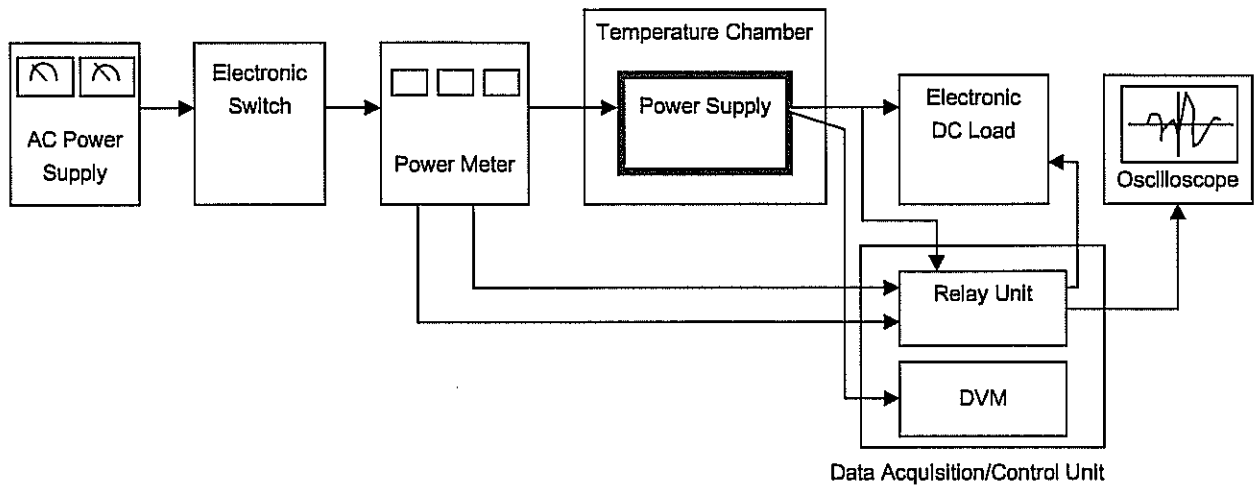 Temperature Chamber
AC Power
Supply
Electronic
Switch
Power Meter
Power Supply
Electronic
DC Load
Oscilloscope
Relay Unit
DVM
Data Acquisition/Control Unit